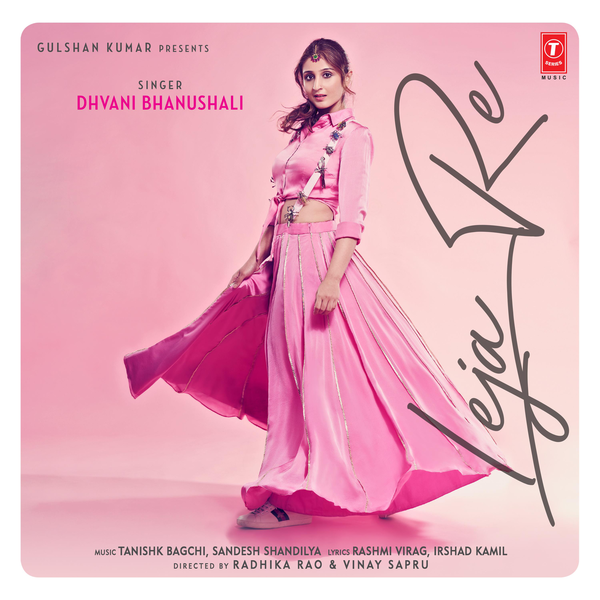 GULSHAN KUMAR PRESENTS
T
SERIES
MUSIC
SINGER
DHVANI BHANUSHALI
Leja Re
MUSIC TANISHK BAGCHI, SANDESH SHANDILYA LYRICS RASHMI VIRAG, IRSHAD KAMIL
DIRECTED BY RADHIKA RAO & VINAY SAPRU